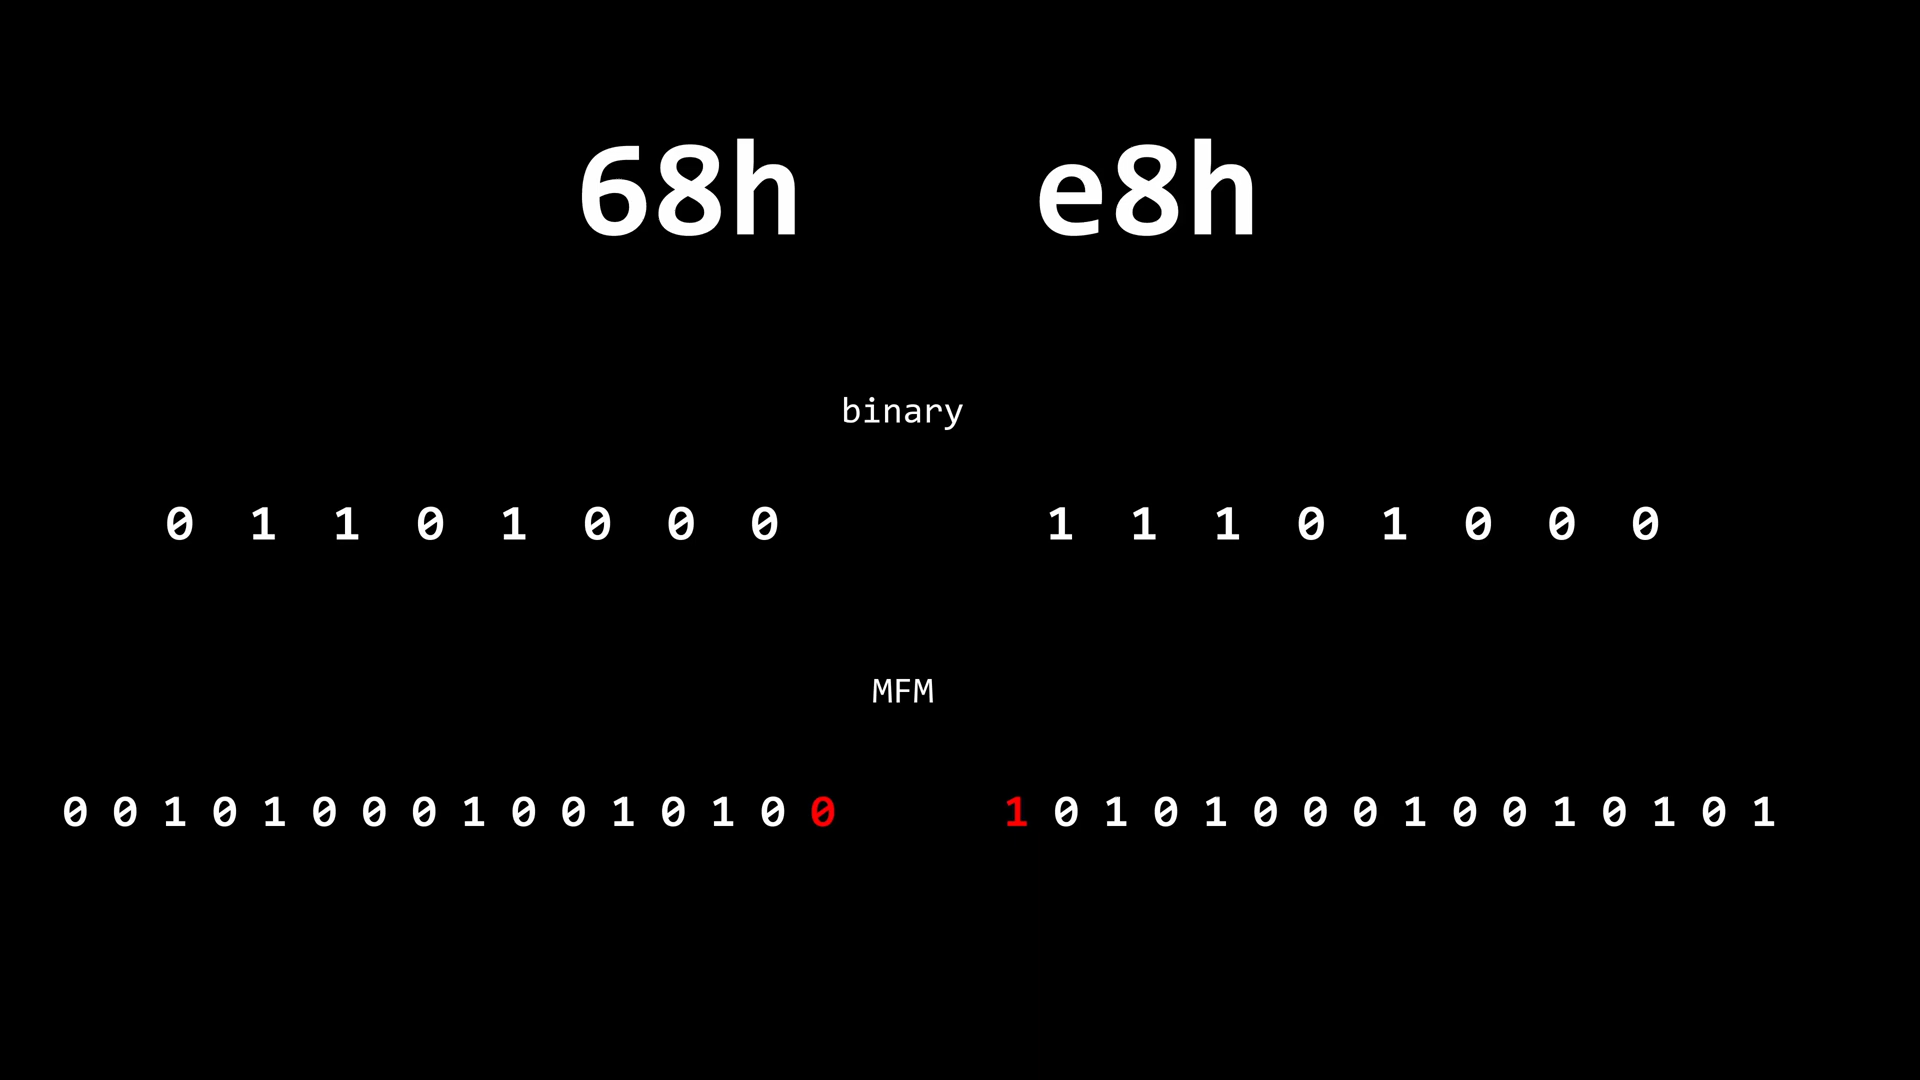 68h e8h
binary
0 1 1 0 1 0 0 0 1 1 1 0 1 0 0 0
MFM
0 0 1 0 1 0 0 0 1 0 0 1 0 1 0 0 1 0 1 0 1 0 0 0 1 0 0 1 0 1 0 1